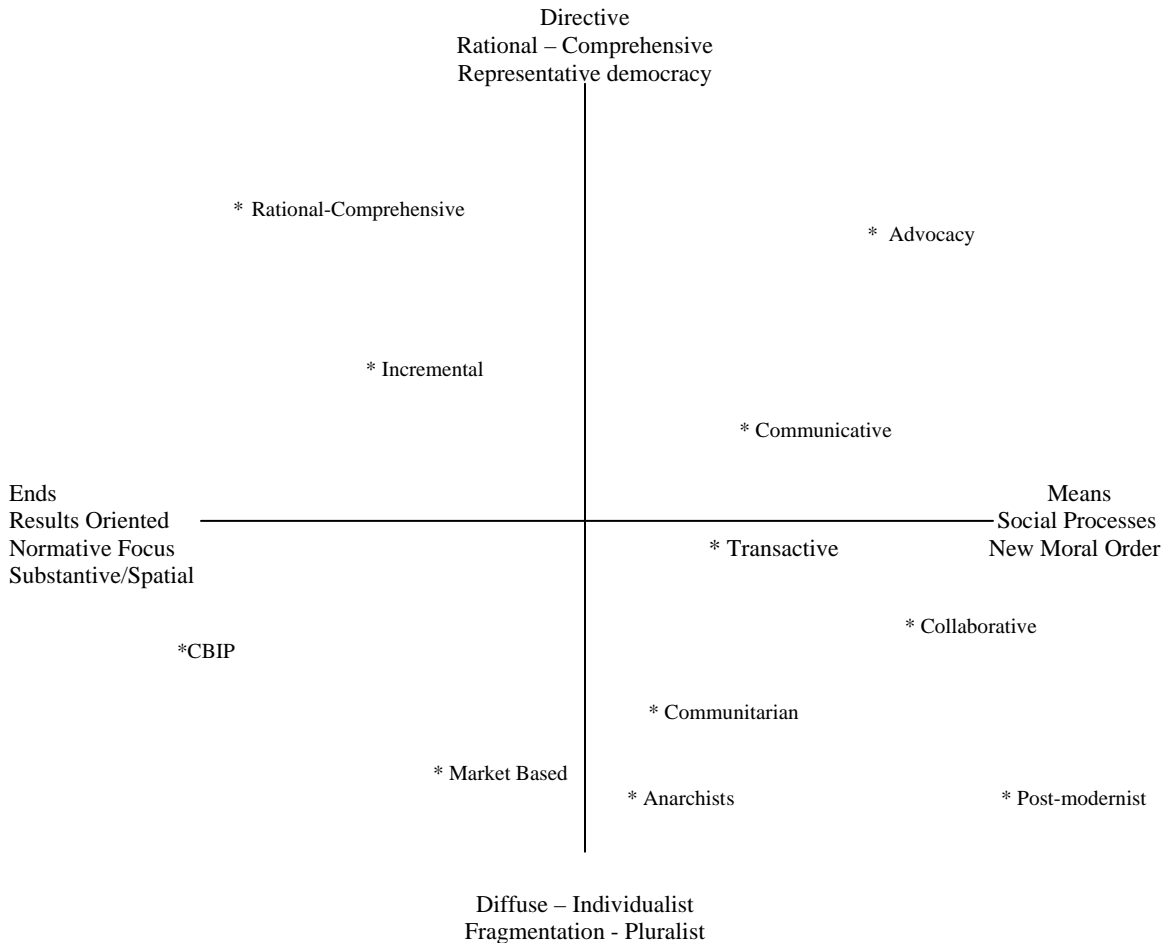 Directive
Rational – Comprehensive
Representative democracy
* Rational-Comprehensive
* Advocacy
* Incremental
* Communicative
Ends
Results Oriented
Normative Focus
Substantive/Spatial
Means
Social Processes
New Moral Order
* Transactive
* Collaborative
*CBIP
* Communitarian
* Market Based
* Anarchists
* Post-modernist
Diffuse – Individualist
Fragmentation - Pluralist